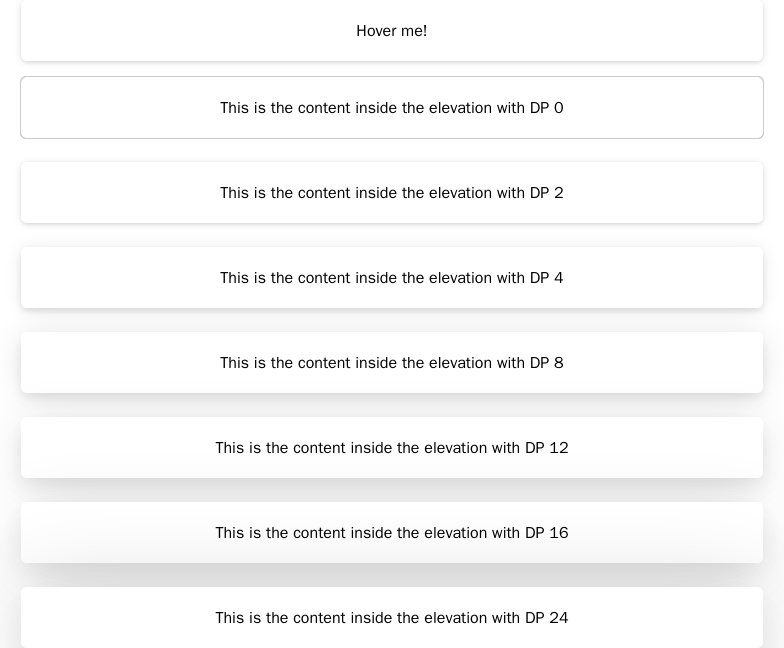 Hover me!
This is the content inside the elevation with DP 0
This is the content inside the elevation with DP 2
This is the content inside the elevation with DP 4
This is the content inside the elevation with DP 8
This is the content inside the elevation with DP 12
This is the content inside the elevation with DP 16
This is the content inside the elevation with DP 24